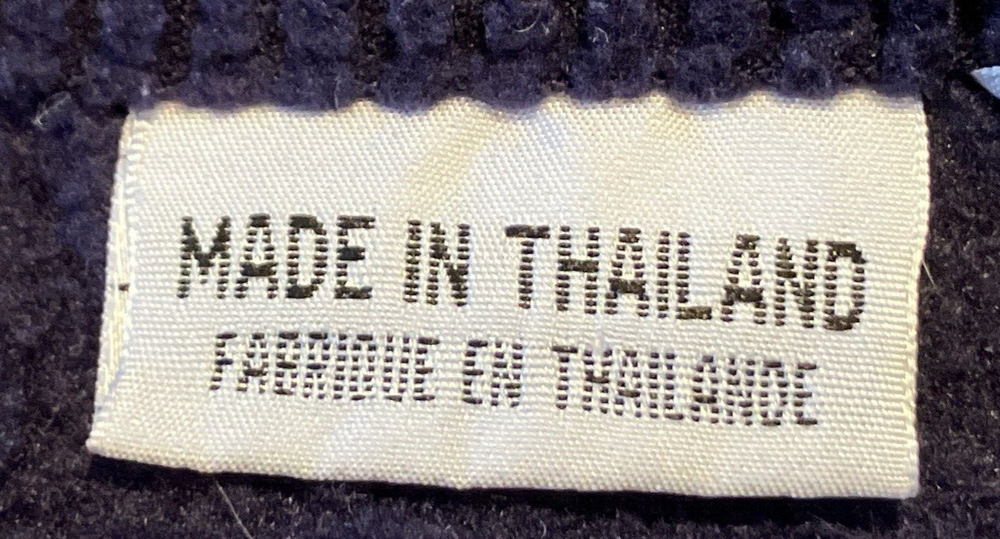 MADE IN THAILAND
FABRIQUE EN THAILANDE